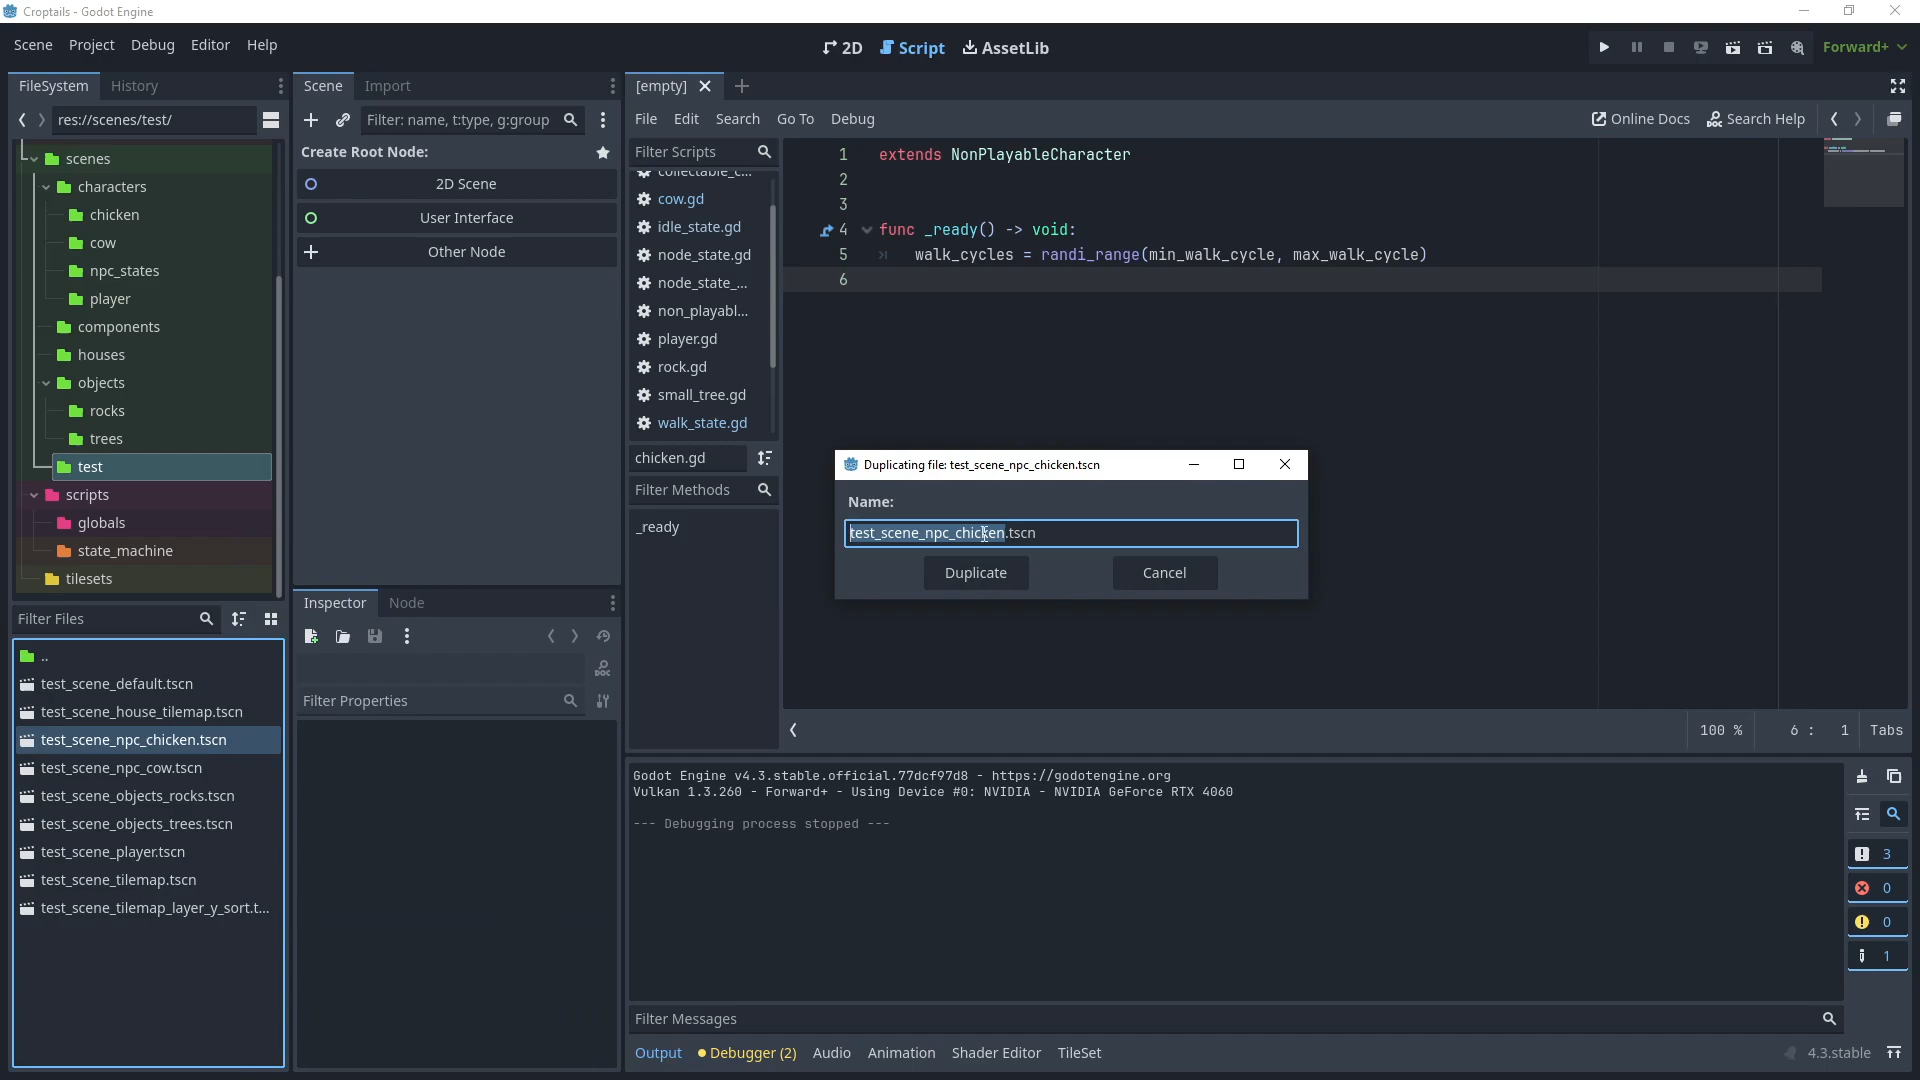 Croptails - Godot Engine
Scene Project Debug Editor Help
2D Script AssetLib
Forward+
FileSystem History
res://scenes/test/
scenes
characters
chicken
cow
npc_states
player
components
houses
objects
rocks
trees
test
scripts
globals
state_machine
tilesets
Filter Files
..
test_scene_default.tscn
test_scene_house_tilemap.tscn
test_scene_npc_chicken.tscn
test_scene_npc_cow.tscn
test_scene_objects_rocks.tscn
test_scene_objects_trees.tscn
test_scene_player.tscn
test_scene_tilemap.tscn
test_scene_tilemap_layer_y_sort.t...
Scene Import
Filter: name, t:type, g:group
Create Root Node:
2D Scene
User Interface
Other Node
Inspector Node
Filter Properties
[empty]
File Edit Search Go To Debug
Online Docs Search Help
Filter Scripts
collectable_c...
cow.gd
idle_state.gd
node_state.gd
node_state_...
non_playabl...
player.gd
rock.gd
small_tree.gd
walk_state.gd
chicken.gd
Filter Methods
_ready
1 extends NonPlayableCharacter
2
3
4 func _ready() -> void:
5 walk_cycles = randi_range(min_walk_cycle, max_walk_cycle)
6
Duplicating file: test_scene_npc_chicken.tscn
Name:
test_scene_npc_chicken.tscn
Duplicate Cancel
100 % 6 : 1 Tabs
Godot Engine v4.3.stable.official.77dcf97d8 - https://godotengine.org
Vulkan 1.3.260 - Forward+ - Using Device #0: NVIDIA - NVIDIA GeForce RTX 4060
--- Debugging process stopped ---
3
0
0
1
Filter Messages
Output Debugger (2) Audio Animation Shader Editor TileSet
4.3.stable